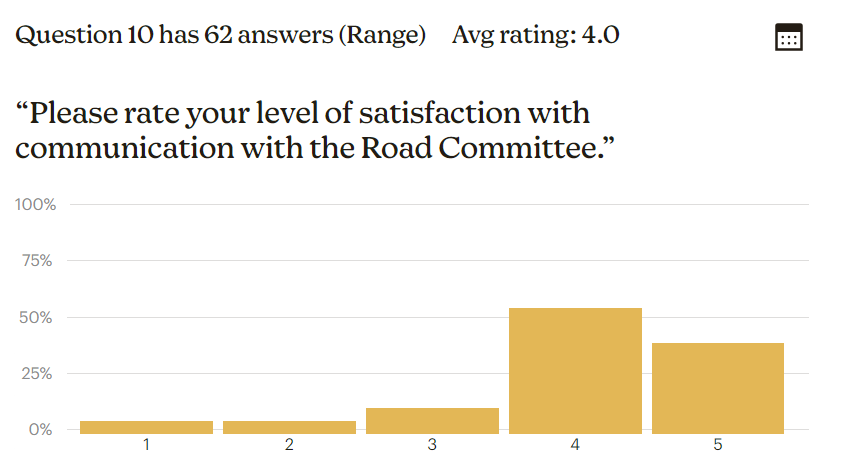 Question 10 has 62 answers (Range) Avg rating: 4.0
“Please rate your level of satisfaction with
communication with the Road Committee.”
100%
75%
50%
25%
0%
1 2 3 4 5